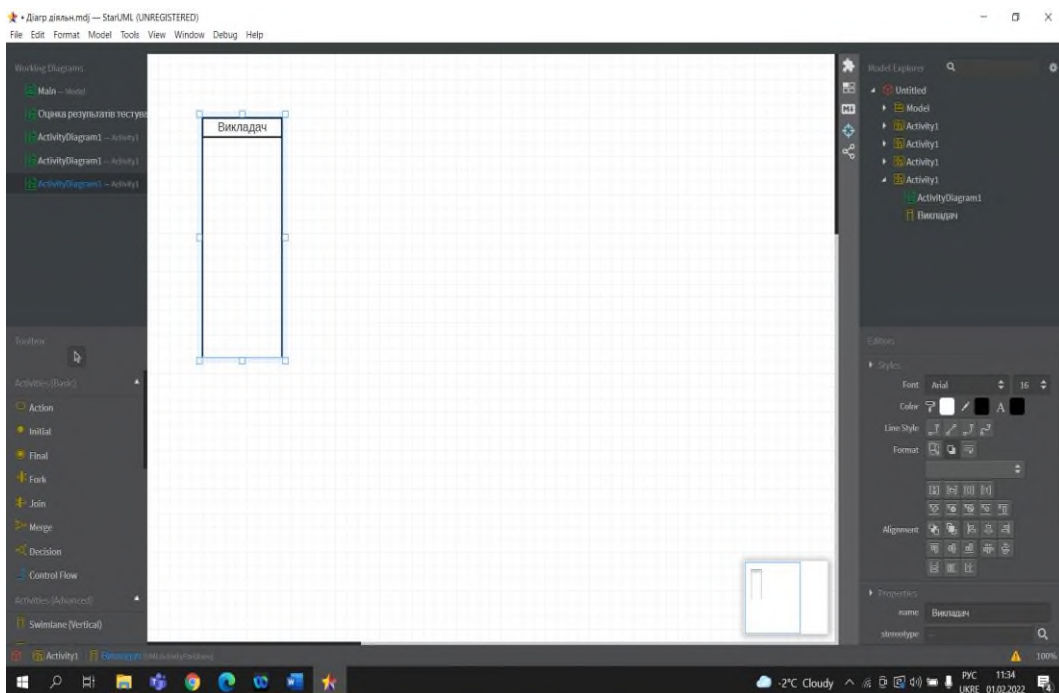 • Діагр діяльн.mdj — StarUML (UNREGISTERED)
File Edit Format Model Tools View Window Debug Help
Working Diagrams
Main — Model
Оцінка результатів тестува
ActivityDiagram1 — Activity1
ActivityDiagram1 — Activity1
ActivityDiagram1 — Activity1
Toolbox
Activities (Basic)
Action
Initial
Final
Fork
Join
Merge
Decision
Control Flow
Activities (Advanced)
Swimlane (Vertical)
Викладач
Model Explorer
Untitled
Model
Activity1
Activity1
Activity1
Activity1
ActivityDiagram1
Викладач
Editors
Styles
Font Arial 16
Color A
Line Style
Format
Alignment
Properties
name Викладач
stereotype
Activity1 Викладач (UMLActivityPartition)
100%
-2°C Cloudy
РУС 11:34
UKRE 01.02.2022